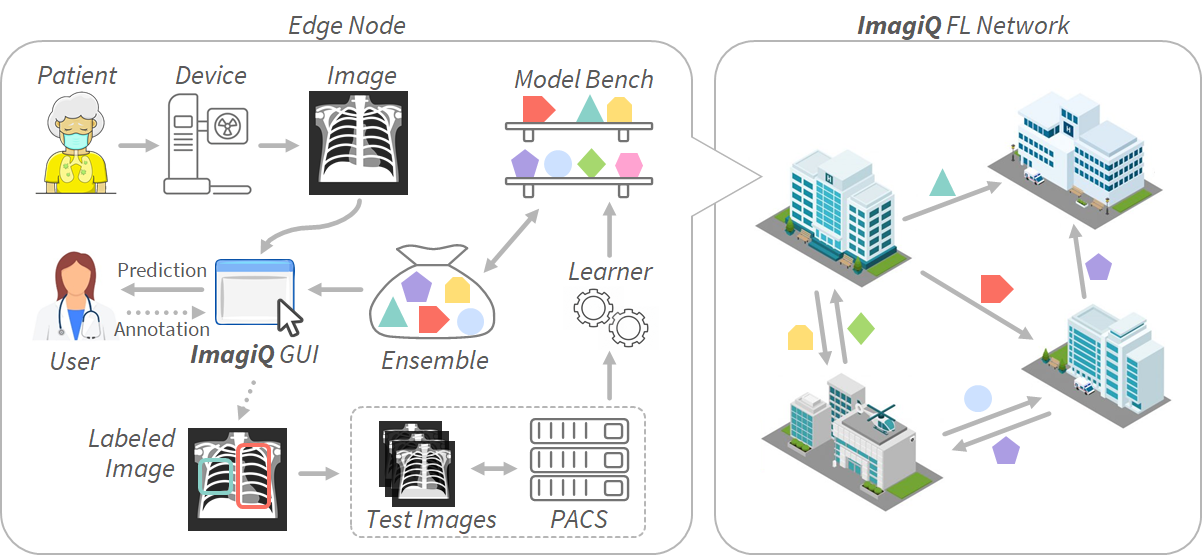 Edge Node
ImagiQ FL Network
Patient
Device
Image
Model Bench
H
H
Prediction
Annotation
User
ImagiQ GUI
Ensemble
Learner
Labeled
Image
Test Images
PACS